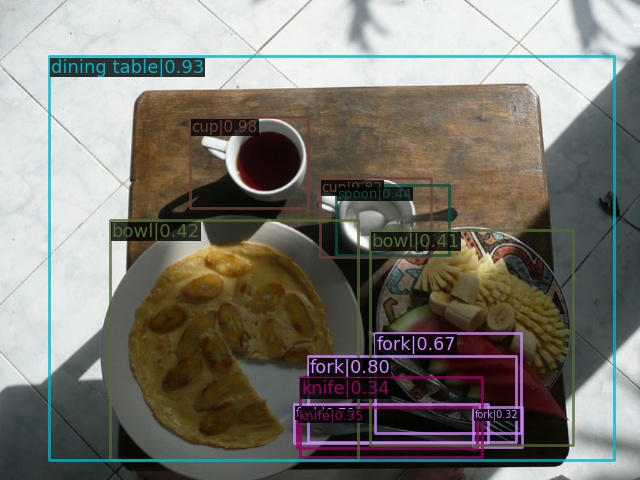 dining table|0.93
cup|0.98
cup|0.82
spoon|0.44
bowl|0.42
bowl|0.41
fork|0.67
fork|0.80
knife|0.34
knife|0.35
fork|0.32